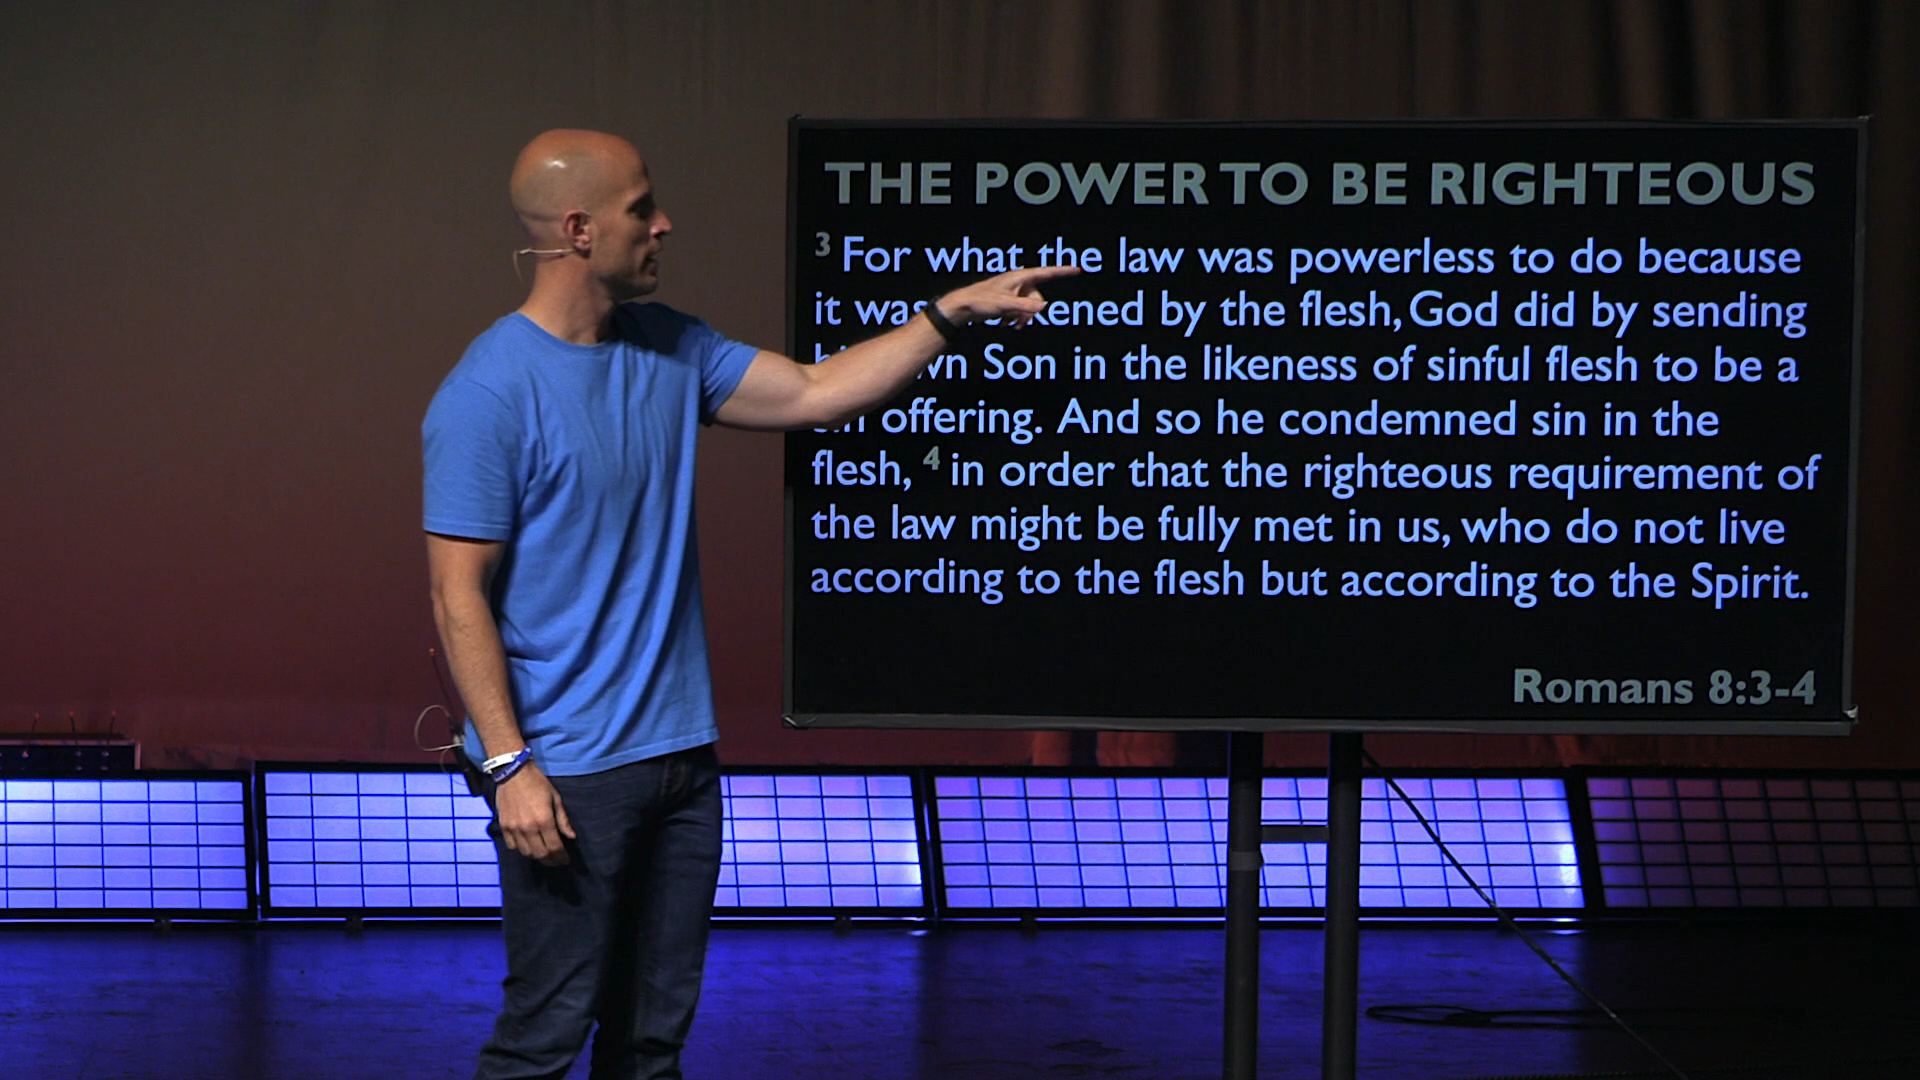 THE POWER TO BE RIGHTEOUS
3 For what the law was powerless to do because
it was by the flesh, God did by sending
Son in the likeness of sinful flesh to be a
offering. And so he condemned sin in the
flesh, 4 in order that the righteous requirement of
the law might be fully met in us, who do not live
according to the flesh but according to the Spirit.
Romans 8:3-4